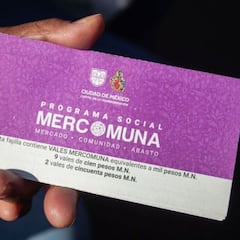 CIUDAD DE MÉXICO
PROGRAMA SOCIAL
MERCOMUNA
MERCADO • COMUNIDAD • ABASTO
ta fajilla contiene VALES MERCOMUNA equivalentes a mil pesos M.N.
9 vales de cien pesos M.N.
2 vales de cincuenta pesos M.N.